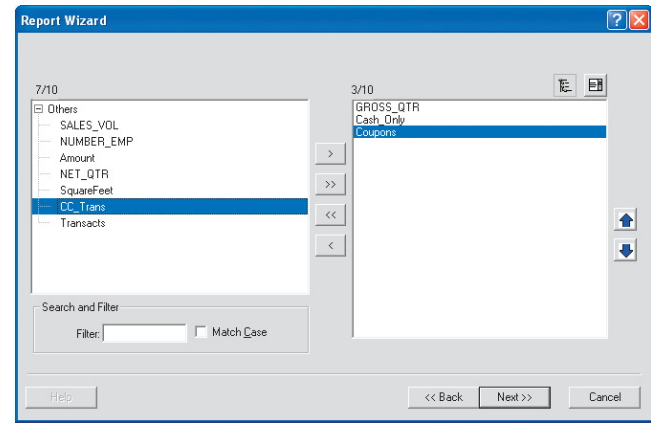 Report Wizard
7/10
Others
SALES_VOL
NUMBER_EMP
Amount
NET_QTR
SquareFeet
CC_Trans
Transacts
>
>>
<<
<
3/10
GROSS_QTR
Cash_Only
Coupons
Search and Filter
Filter:
Match Case
Help
<< Back
Next >>
Cancel